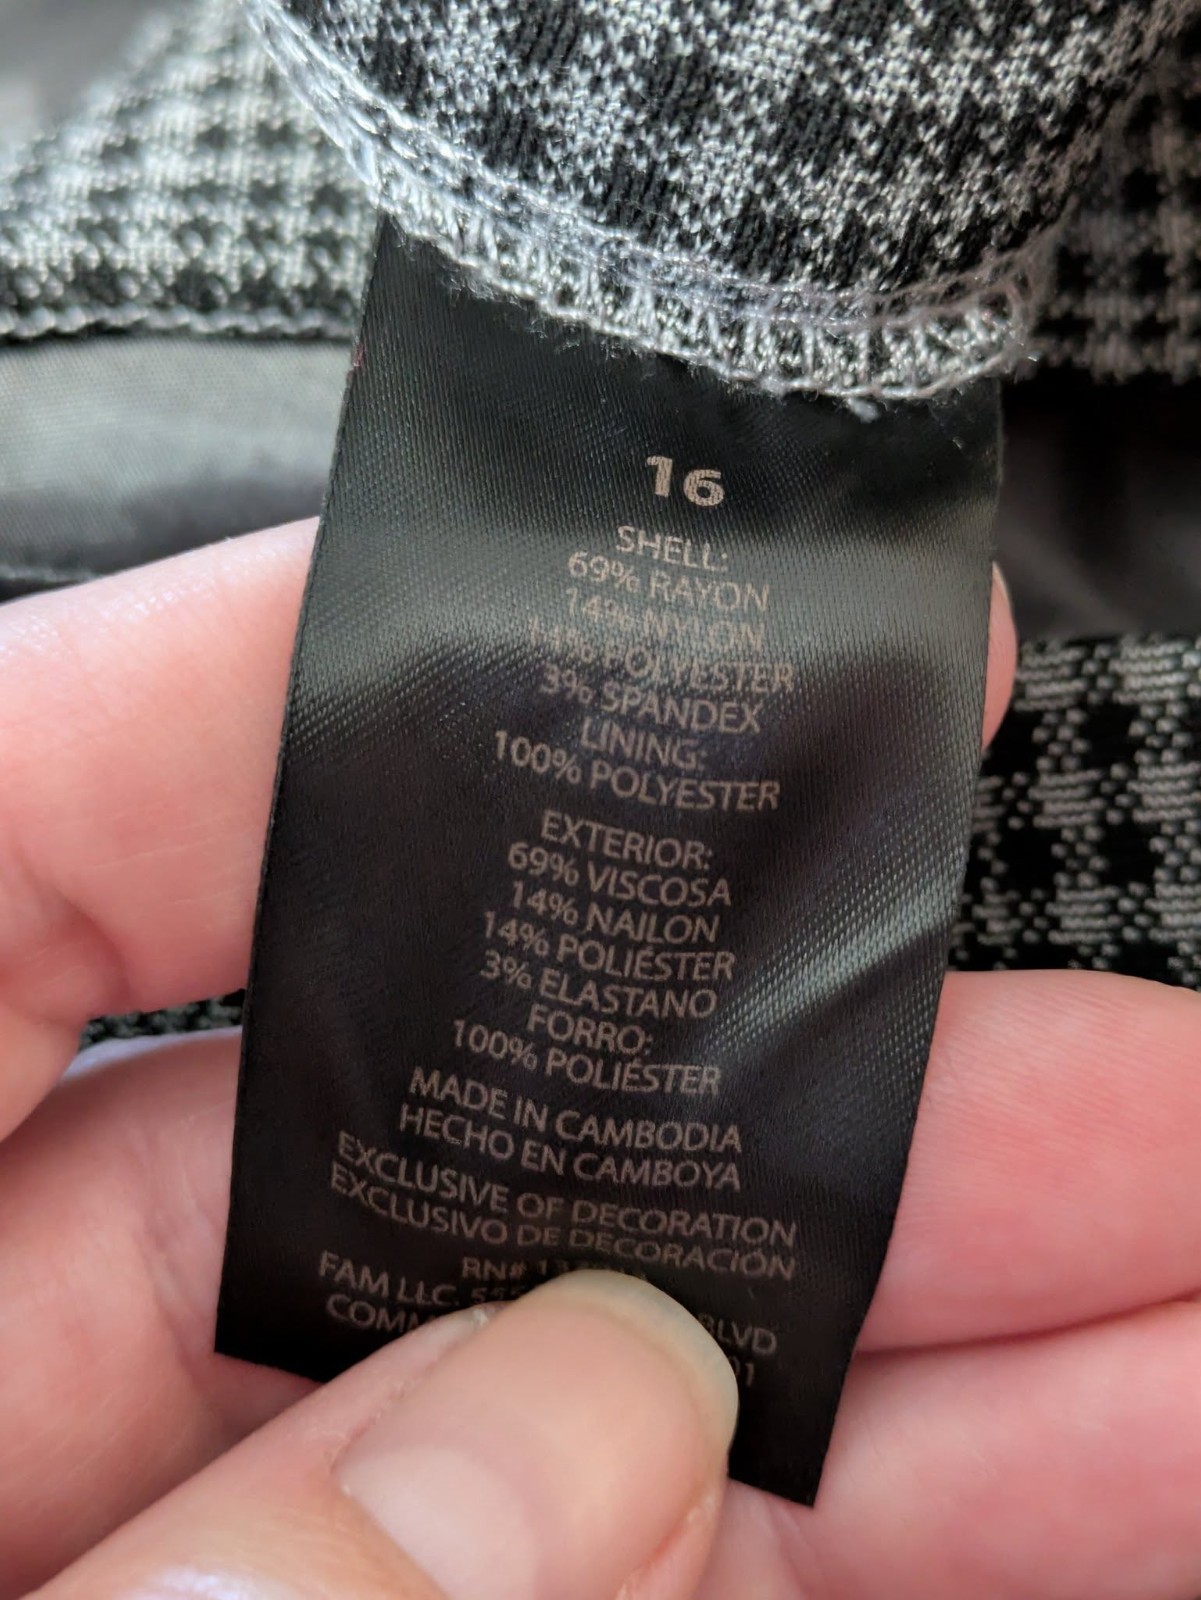 16
SHELL:
69% RAYON
14% NYLON
14% POLYESTER
3% SPANDEX
LINING:
100% POLYESTER
EXTERIOR:
69% VISCOSA
14% NAILON
14% POLIÉSTER
3% ELASTANO
FORRO:
100% POLIÉSTER
MADE IN CAMBODIA
HECHO EN CAMBOYA
EXCLUSIVE OF DECORATION
EXCLUSIVO DE DECORACIÓN
RN#
FAM LLC. BLVD